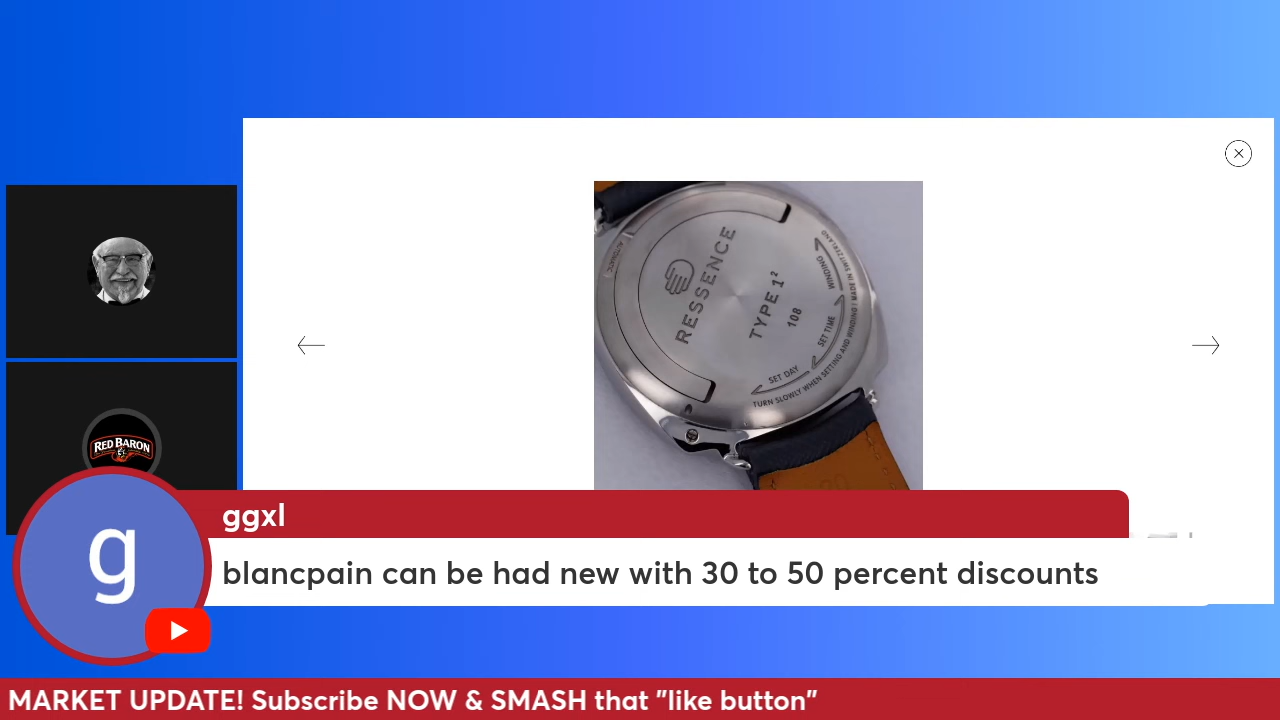 AUTOMATIC
RESSENCE
TYPE 1²
108
WINDING
SET TIME
SET DAY
TURN SLOWLY WHEN SETTING AND WINDING | MADE IN SWITZERLAND
20
RED BARON
g
ggxl
blancpain can be had new with 30 to 50 percent discounts
MARKET UPDATE! Subscribe NOW & SMASH that "like button"